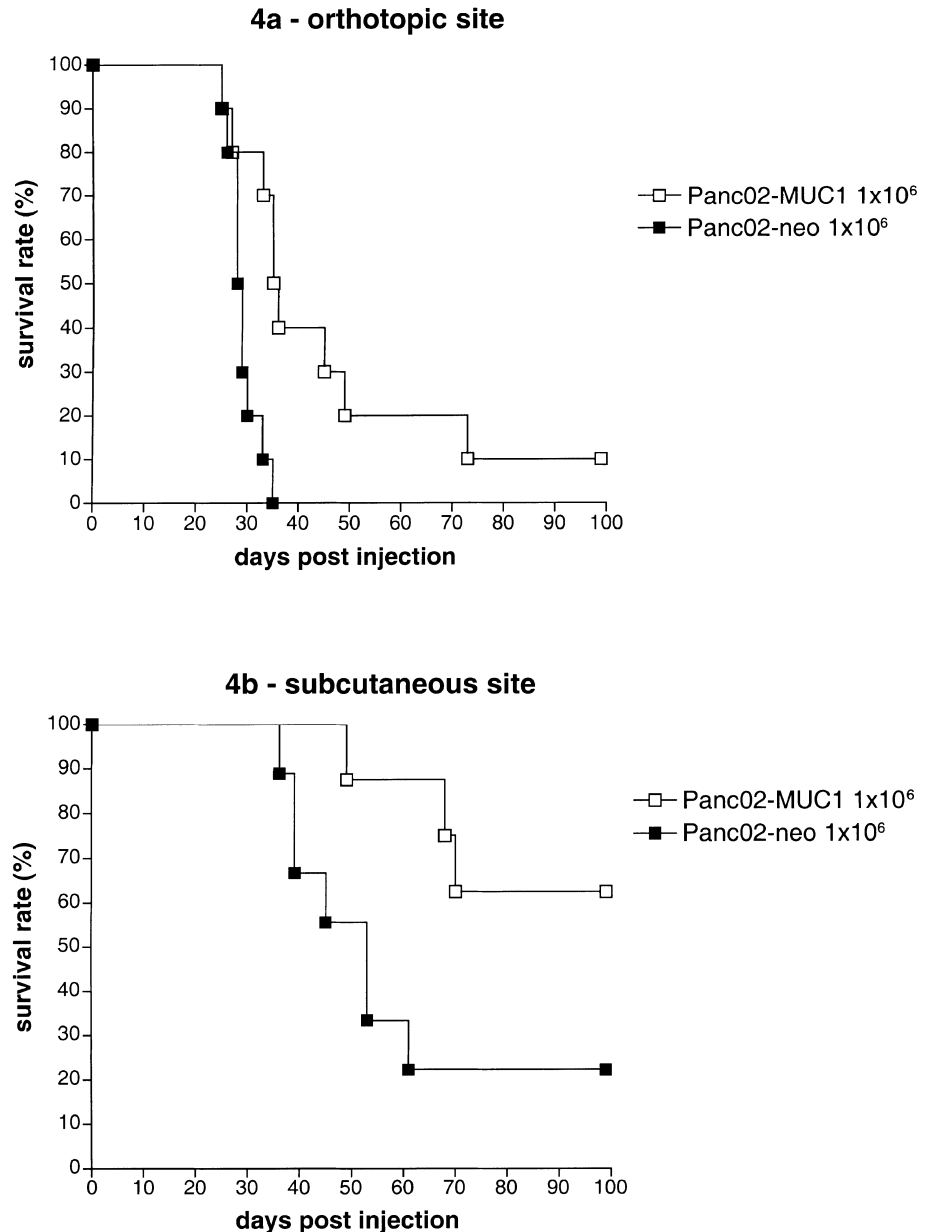 4a - orthotopic site
100
90
80
70
60
50
40
30
20
10
0
survival rate (%)
0 10 20 30 40 50 60 70 80 90 100
days post injection
Panc02-MUC1 1x10⁶
Panc02-neo 1x10⁶
4b - subcutaneous site
100
90
80
70
60
50
40
30
20
10
0
survival rate (%)
0 10 20 30 40 50 60 70 80 90 100
days post injection
Panc02-MUC1 1x10⁶
Panc02-neo 1x10⁶